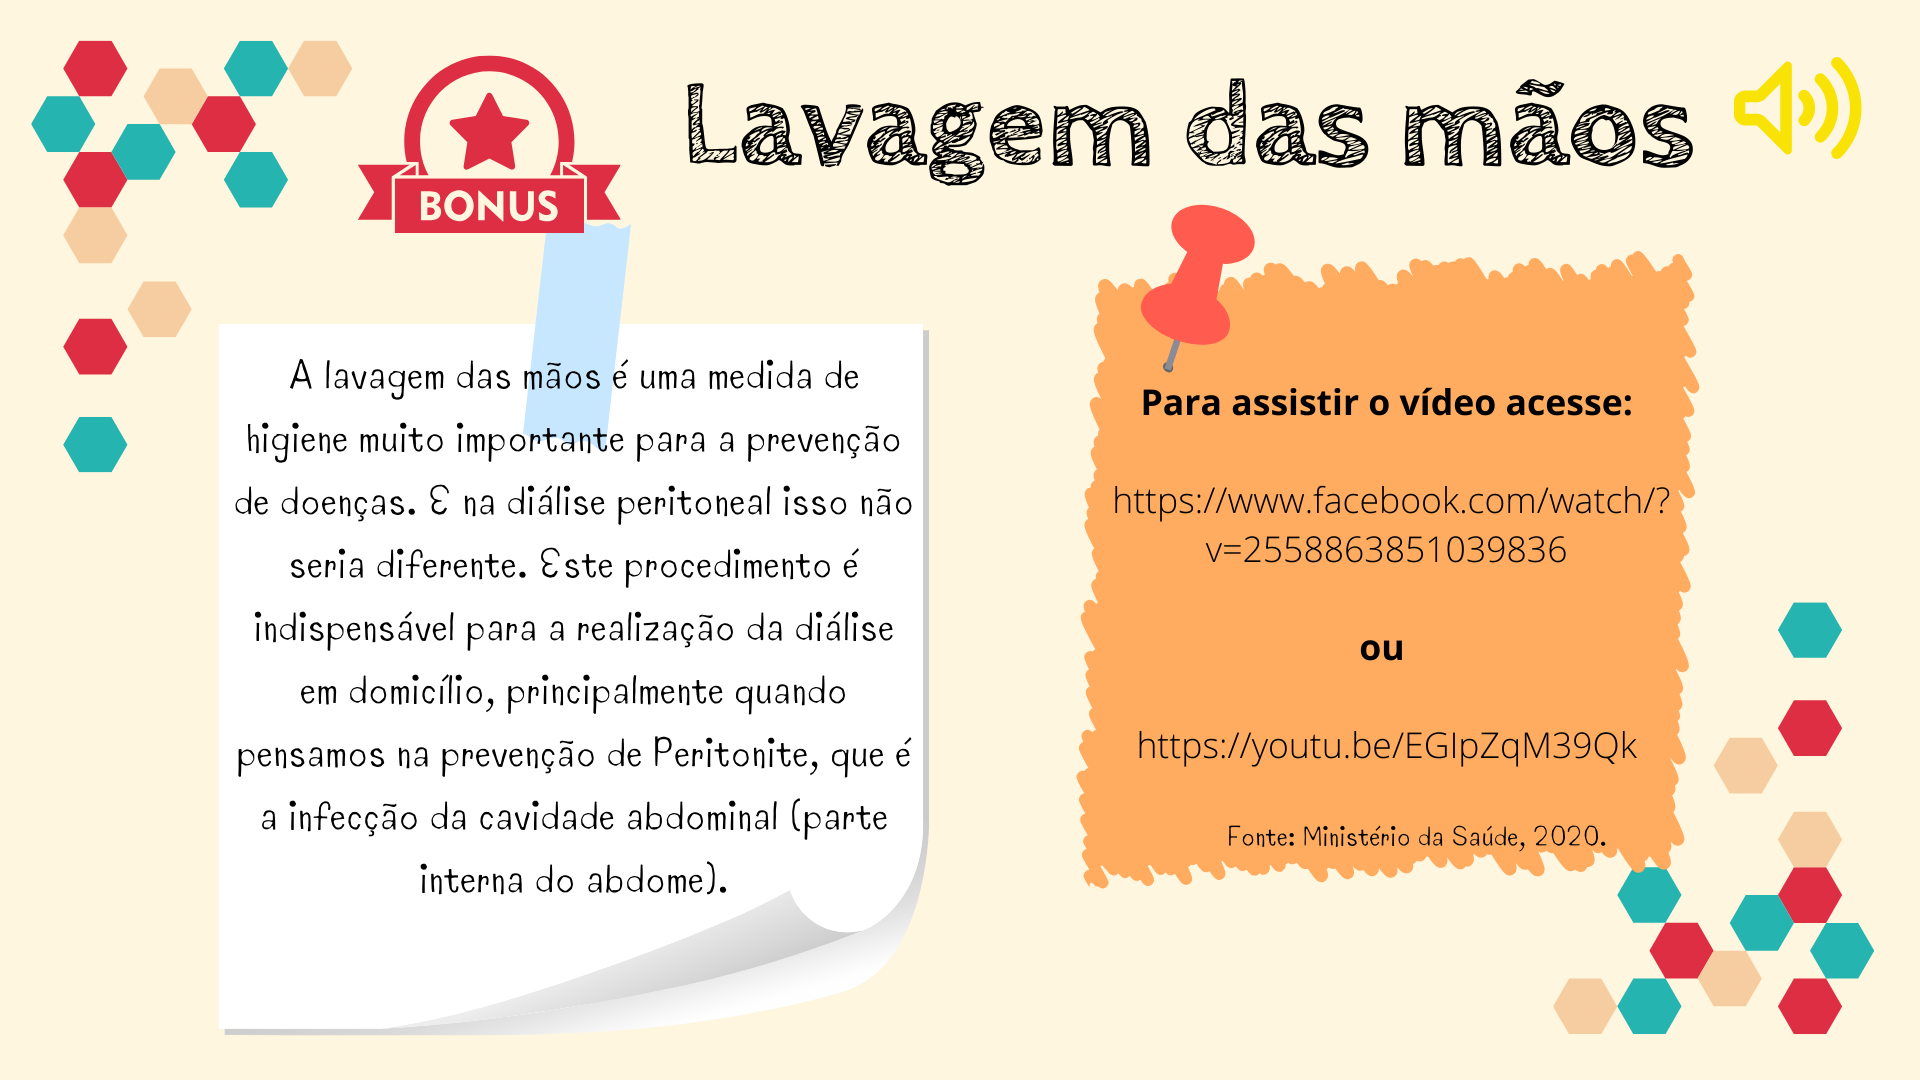 BONUS
Lavagem das mãos
A lavagem das mãos é uma medida de
higiene muito importante para a prevenção
de doenças. E na diálise peritoneal isso não
seria diferente. Este procedimento é
indispensável para a realização da diálise
em domicílio, principalmente quando
pensamos na prevenção de Peritonite, que é
a infecção da cavidade abdominal (parte
interna do abdome).
Para assistir o vídeo acesse:
https://www.facebook.com/watch/?
v=2558863851039836
ou
https://youtu.be/EGIpZqM39Qk
Fonte: Ministério da Saúde, 2020.